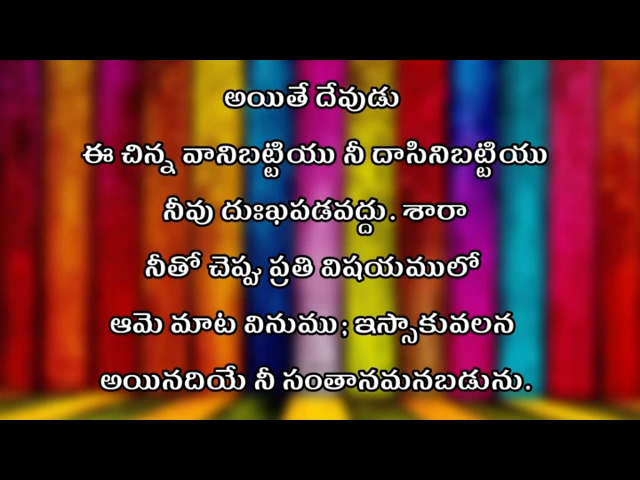 అయితే దేవుడు
ఈ చిన్న వానిబట్టియు నీ దాసినిబట్టియు
నీవు దుఃఖపడవద్దు. శారా
నీతో చెప్పు ప్రతి విషయములో
ఆమె మాట వినుము; ఇస్సాకువలన
అయినదియే నీ సంతానమనబడును.